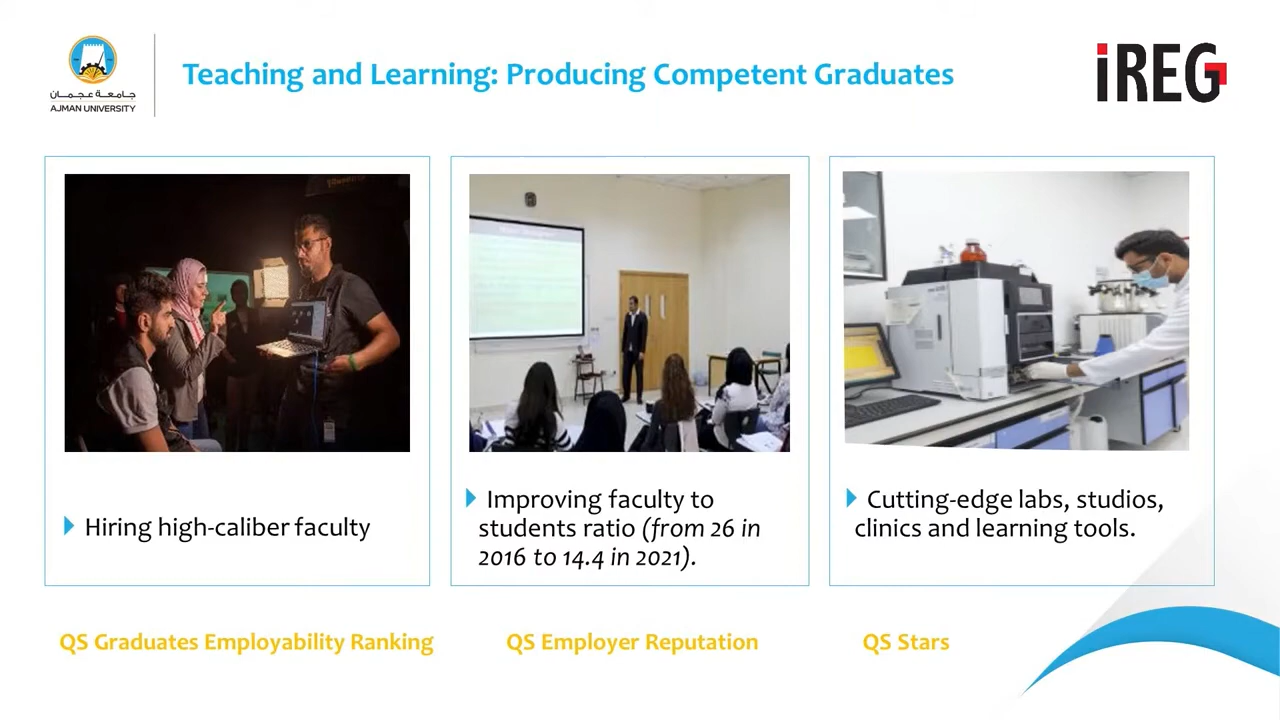 جامعة عجمان
AJMAN UNIVERSITY
Teaching and Learning: Producing Competent Graduates
iREG
Hiring high-caliber faculty
Improving faculty to
students ratio (from 26 in
2016 to 14.4 in 2021).
Cutting-edge labs, studios,
clinics and learning tools.
QS Graduates Employability Ranking
QS Employer Reputation
QS Stars